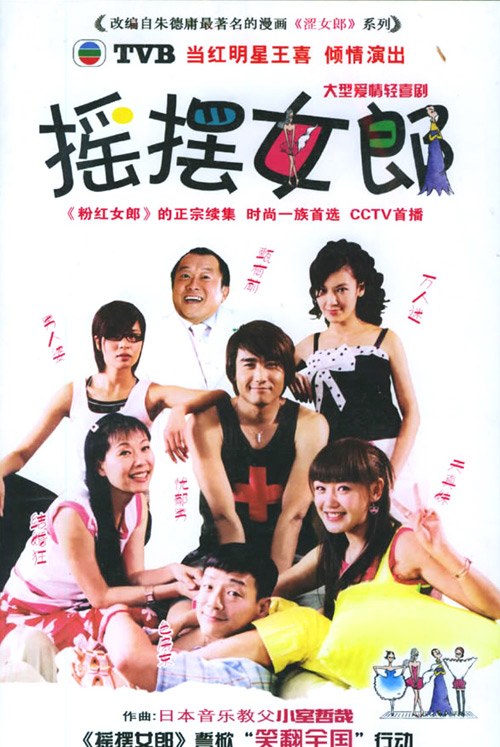 改编自朱德庸最著名的漫画《涩女郎》系列
TVB 当红明星王喜 倾情演出
大型爱情轻喜剧
摇摆女郎
《粉红女郎》的正宗续集 时尚一族首选 CCTV首播
万人迷
作曲:日本音乐教父小室哲哉
《摇摆女郎》誓掀“笑翻全国”行动